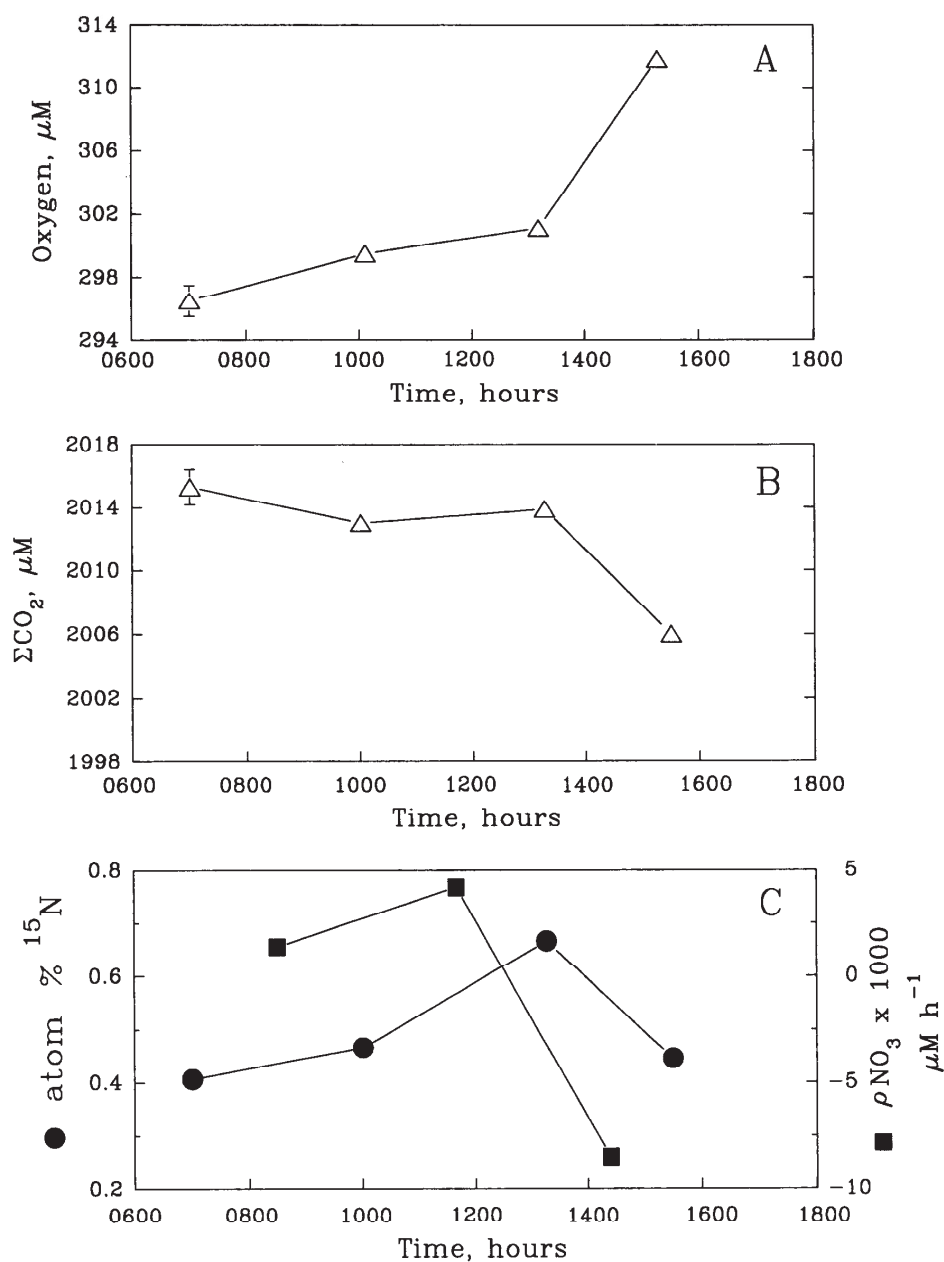 314
310
306
302
298
294
Oxygen, μM
A
0600 1000 1200 1400 1600 1800
Time, hours
2018
2014
2010
2006
2002
1998
ΣCO₂, μM
B
0600 0800 1000 1200 1400 1600 1800
Time, hours
0.8
0.6
0.4
0.2
atom % ¹⁵N
C
5
0
−5
−10
ρNO₃ x 1000
μM h⁻¹
0600 0800 1000 1200 1400 1600 1800
Time, hours